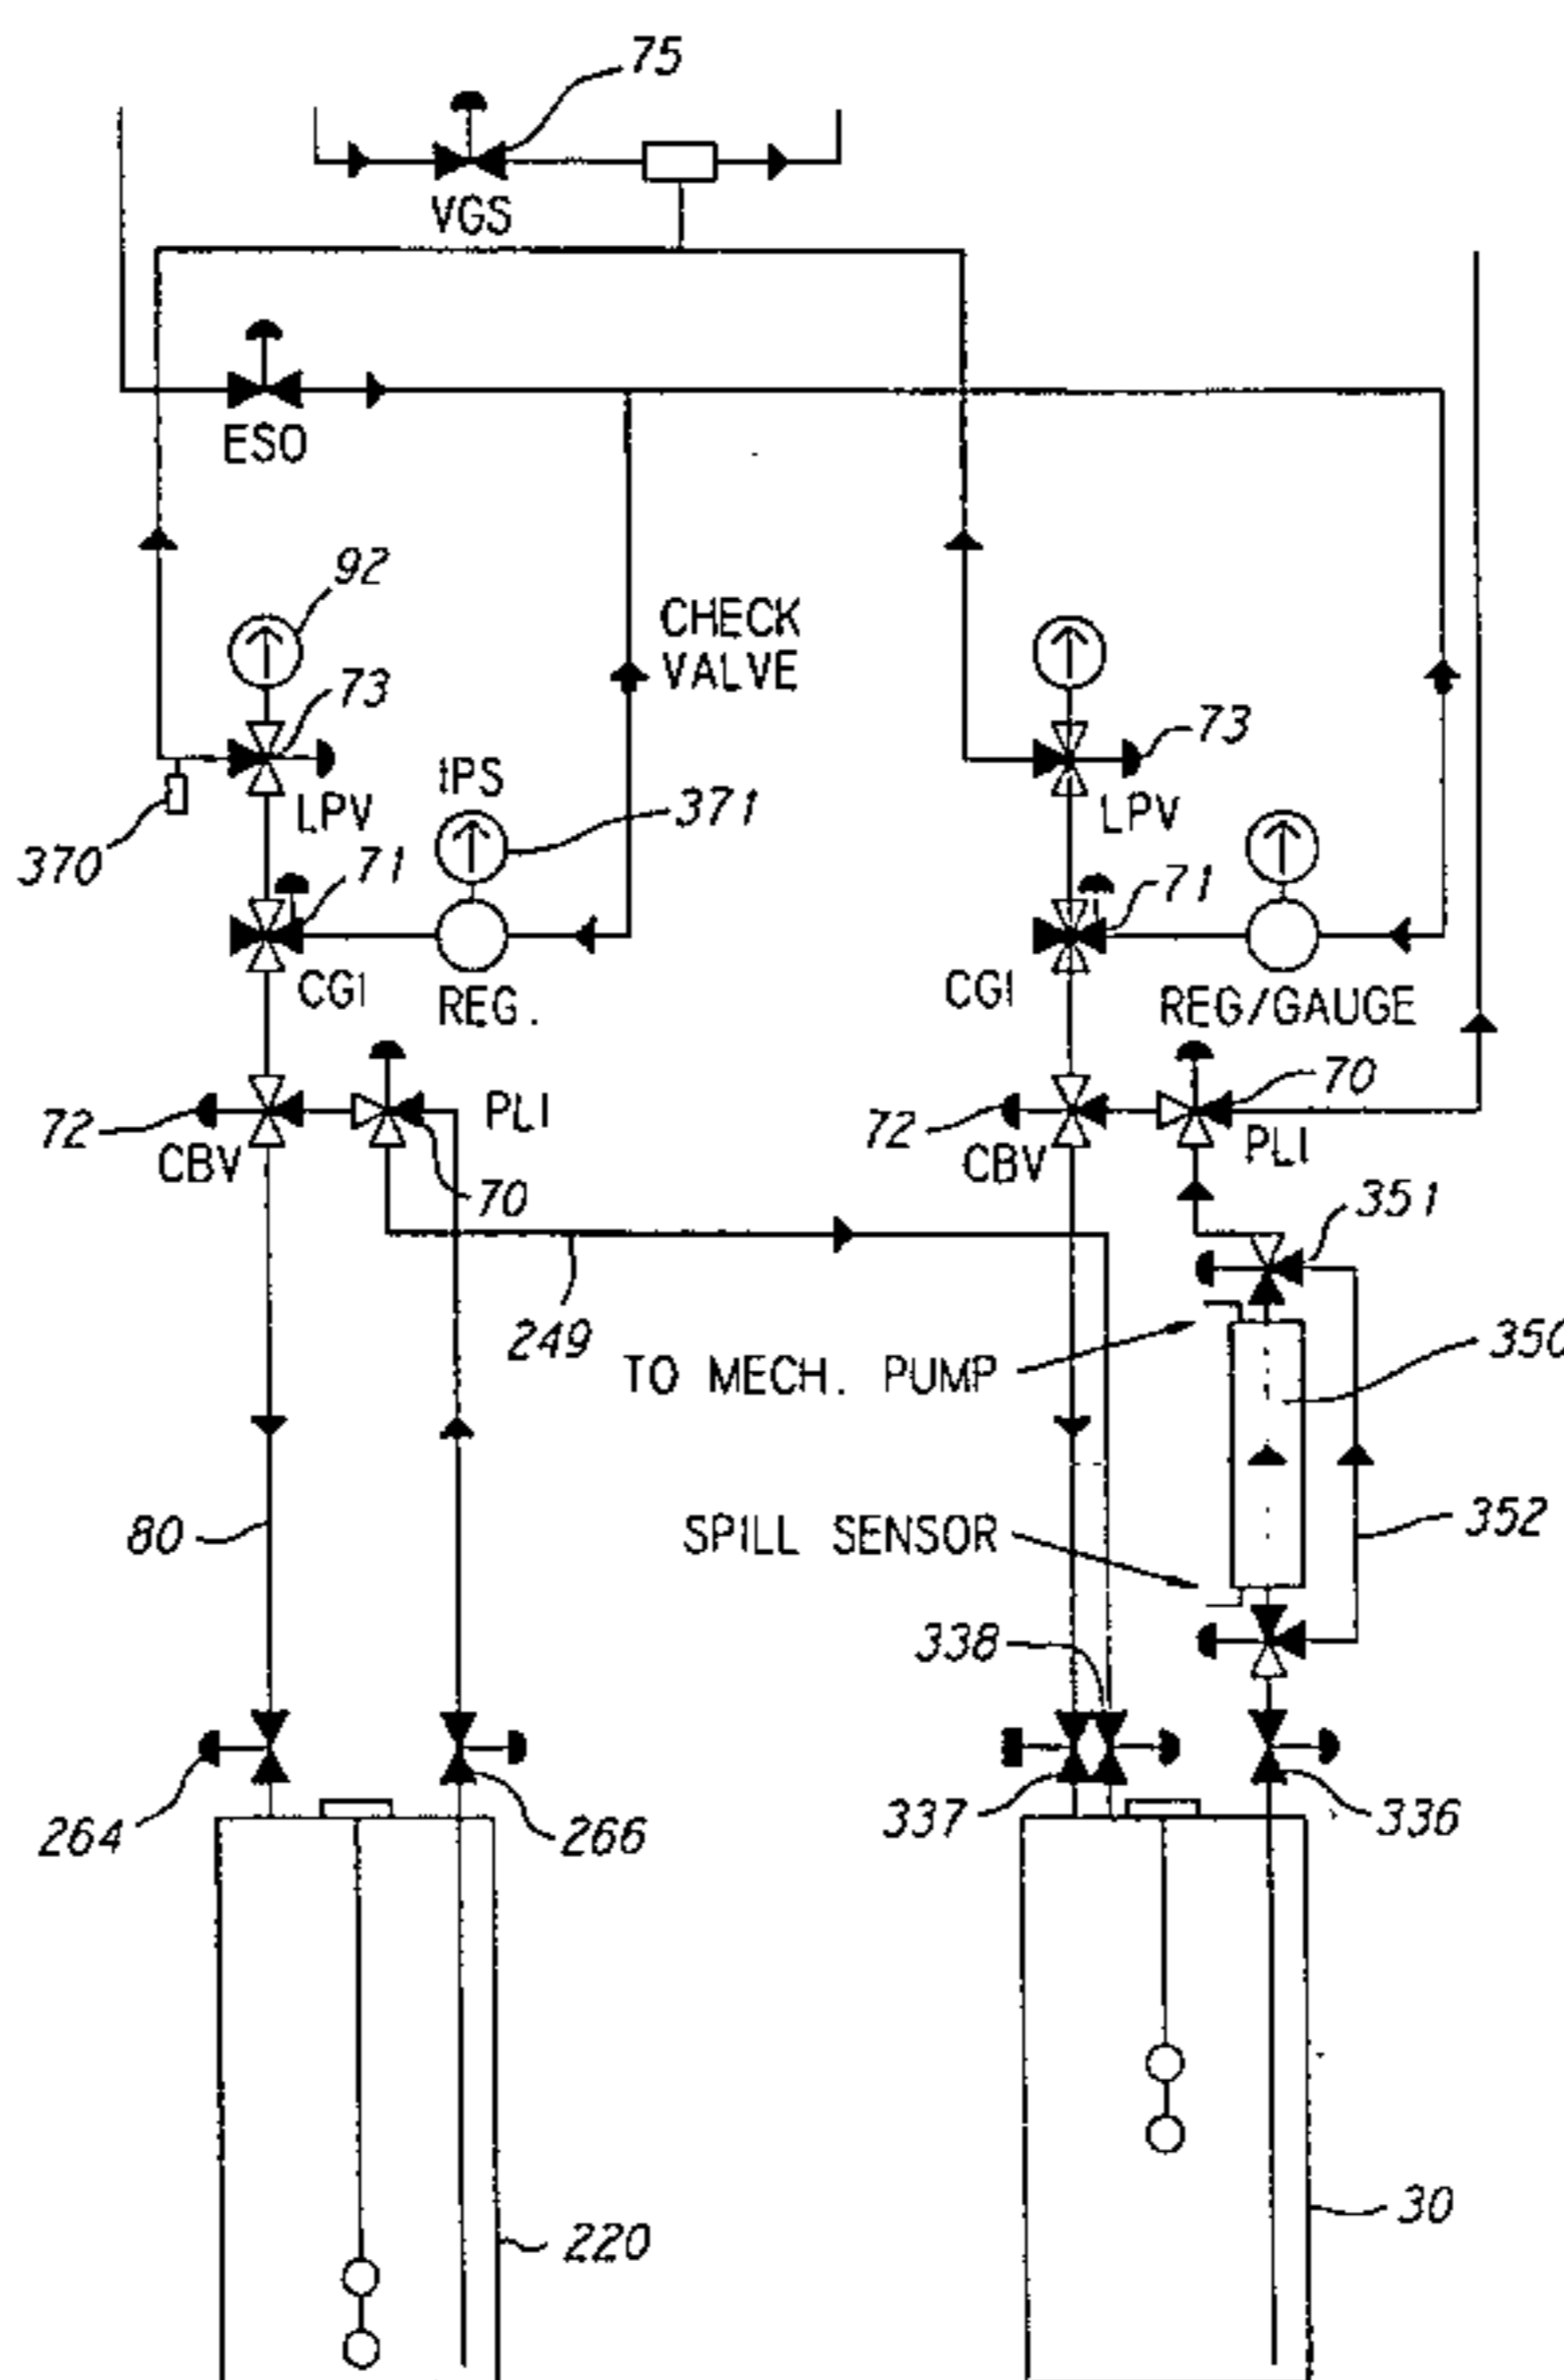 75
VGS
ESO
92
CHECK
VALVE
73
73
tPS
LPV
371
LPV
370
71
71
CGI
REG.
CGI
REG/GAUGE
70
72
PLI
72
CBV
CBV
PLI
70
351
249
350
TO MECH. PUMP
80
SPILL SENSOR
352
338
264
266
337
336
220
30